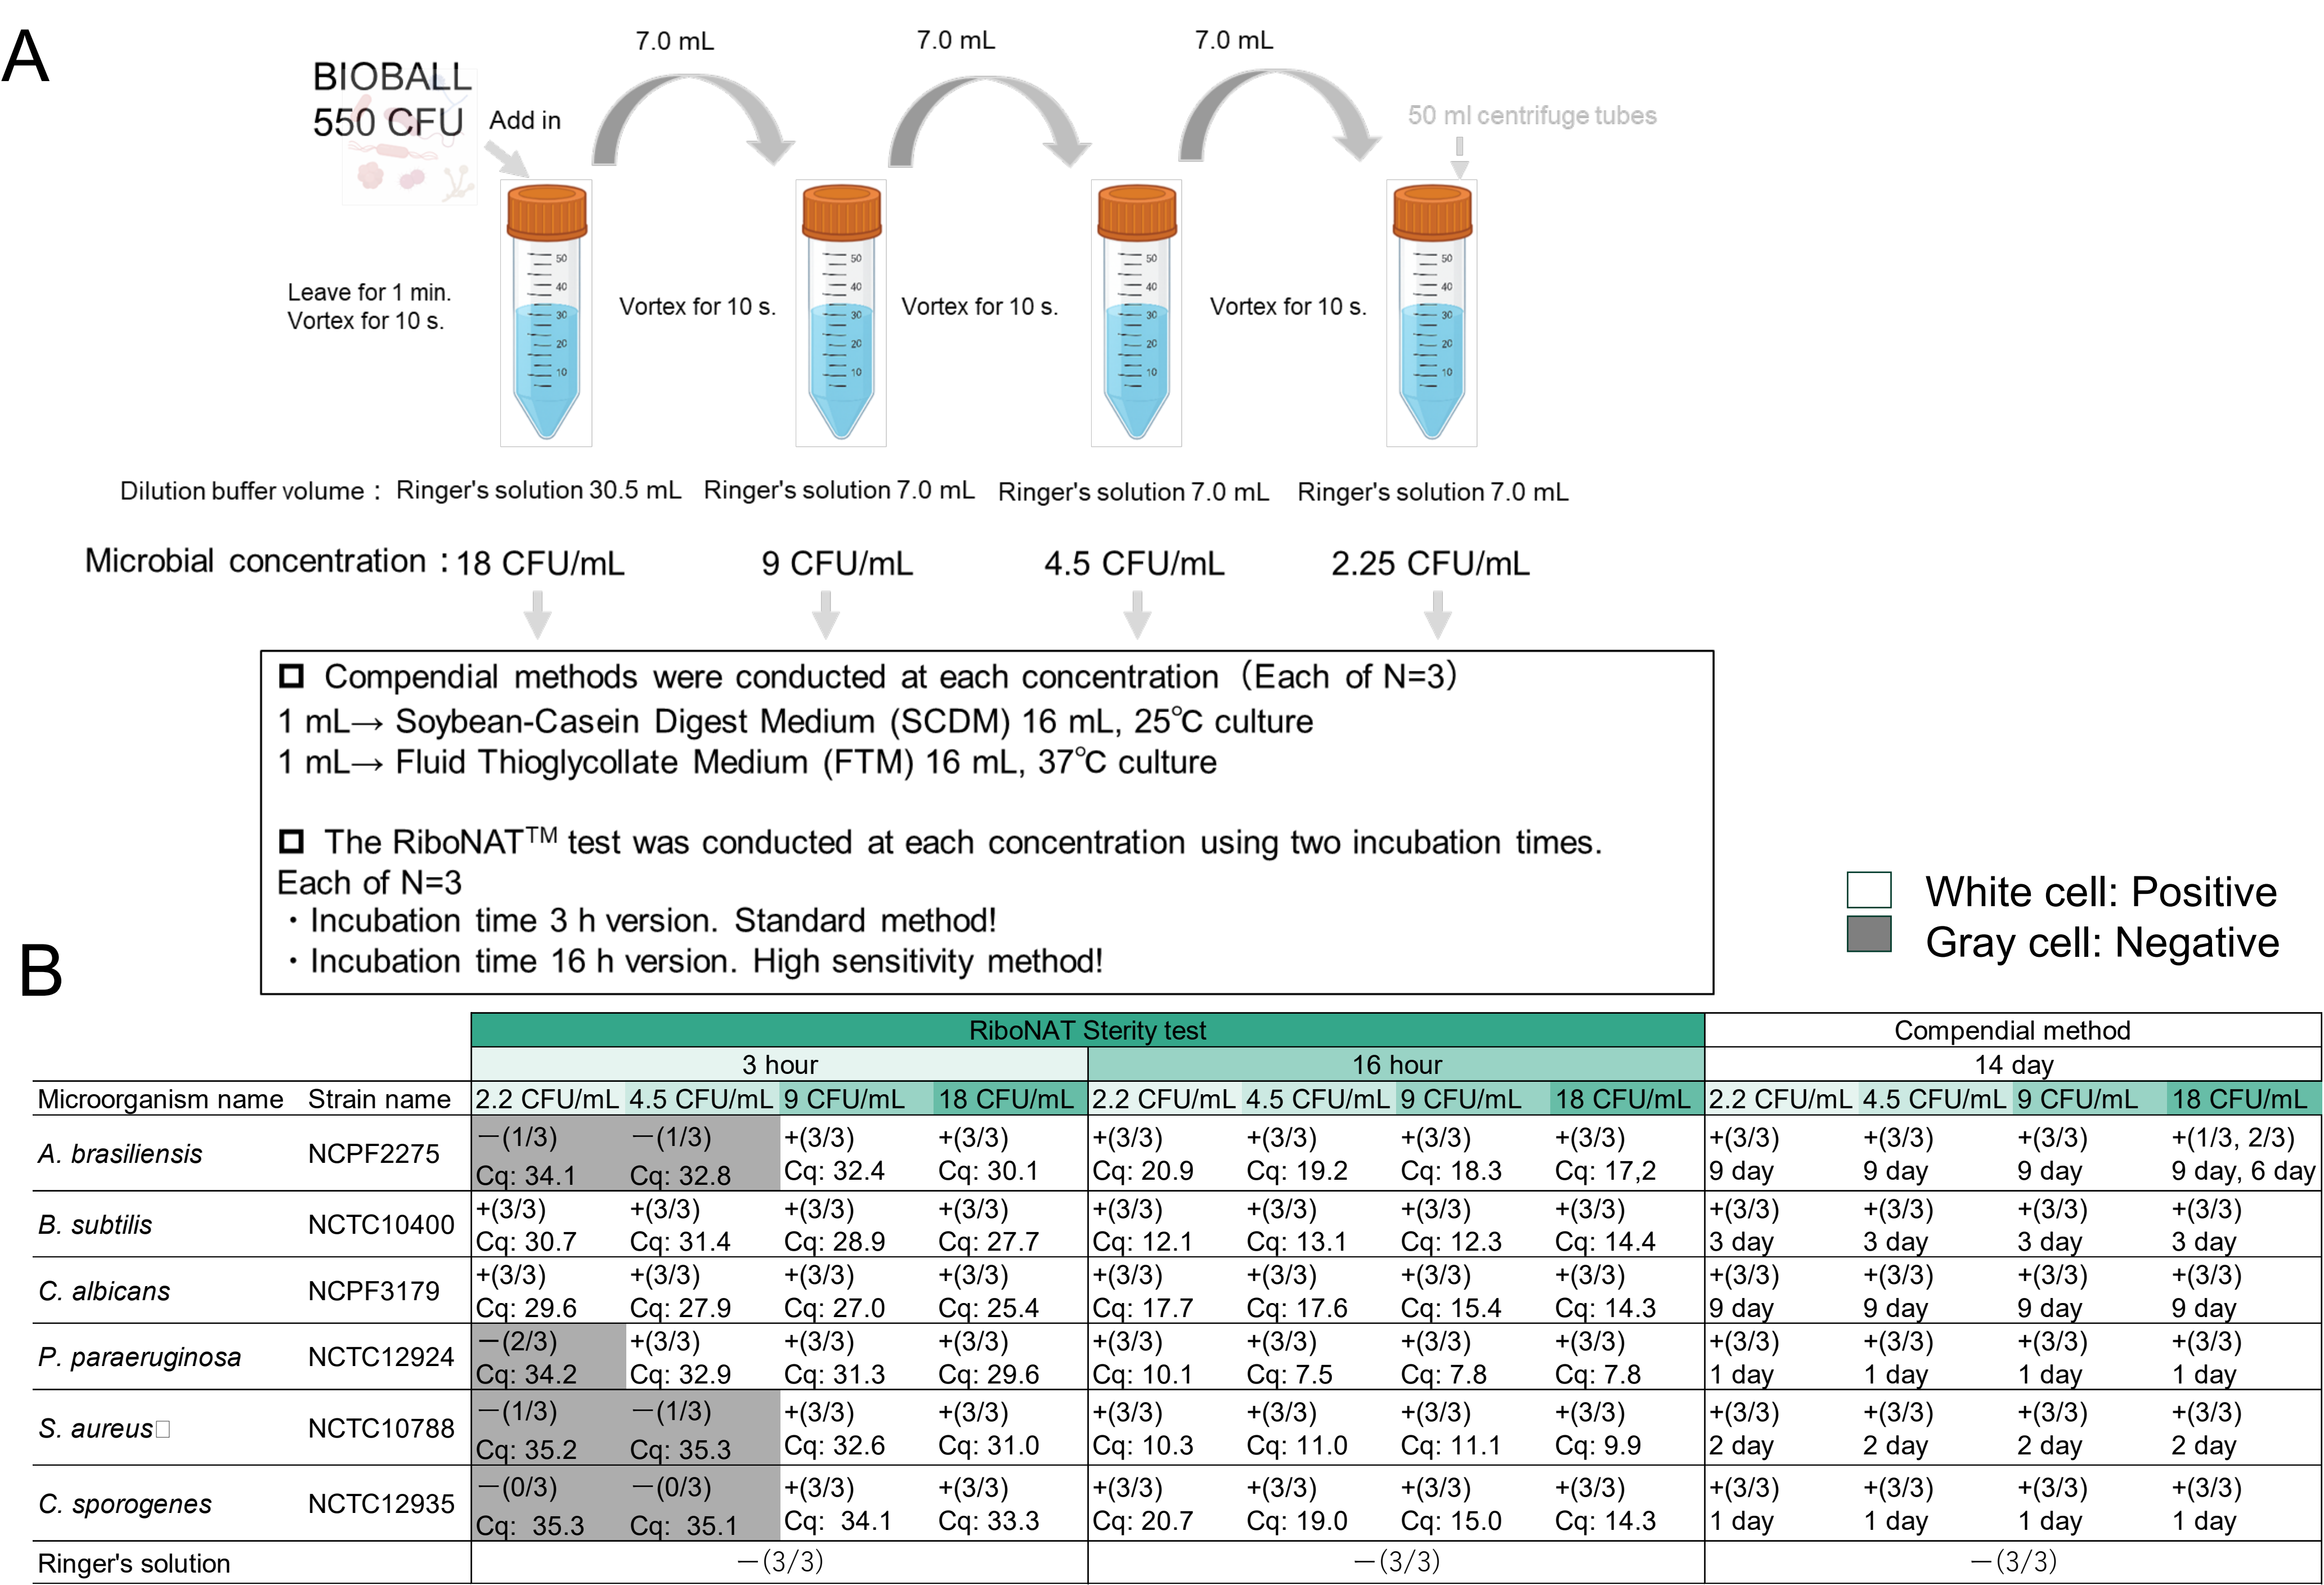 A
7.0 mL 7.0 mL 7.0 mL
BIOBALL
550 CFU
Add in
50 ml centrifuge tubes
50 50 50 50
40 40 40 40
30 30 30 30
20 20 20 20
10 10 10 10
Leave for 1 min.
Vortex for 10 s.
Vortex for 10 s. Vortex for 10 s. Vortex for 10 s.
Dilution buffer volume : Ringer's solution 30.5 mL Ringer's solution 7.0 mL Ringer's solution 7.0 mL Ringer's solution 7.0 mL
Microbial concentration : 18 CFU/mL 9 CFU/mL 4.5 CFU/mL 2.25 CFU/mL
Compendial methods were conducted at each concentration (Each of N=3)
1 mL→ Soybean-Casein Digest Medium (SCDM) 16 mL, 25℃ culture
1 mL→ Fluid Thioglycollate Medium (FTM) 16 mL, 37℃ culture
The RiboNAT™ test was conducted at each concentration using two incubation times.
Each of N=3
・Incubation time 3 h version. Standard method!
・Incubation time 16 h version. High sensitivity method!
White cell: Positive
Gray cell: Negative
B
RiboNAT Sterity test Compendial method
3 hour 16 hour 14 day
Microorganism name Strain name 2.2 CFU/mL 4.5 CFU/mL 9 CFU/mL 18 CFU/mL 2.2 CFU/mL 4.5 CFU/mL 9 CFU/mL 18 CFU/mL 2.2 CFU/mL 4.5 CFU/mL 9 CFU/mL 18 CFU/mL
A. brasiliensis NCPF2275 －(1/3) －(1/3) +(3/3) +(3/3) +(3/3) +(3/3) +(3/3) +(3/3) +(3/3) +(3/3) +(3/3) +(1/3, 2/3)
Cq: 34.1 Cq: 32.8 Cq: 32.4 Cq: 30.1 Cq: 20.9 Cq: 19.2 Cq: 18.3 Cq: 17,2 9 day 9 day 9 day 9 day, 6 day
B. subtilis NCTC10400 +(3/3) +(3/3) +(3/3) +(3/3) +(3/3) +(3/3) +(3/3) +(3/3) +(3/3) +(3/3) +(3/3) +(3/3)
Cq: 30.7 Cq: 31.4 Cq: 28.9 Cq: 27.7 Cq: 12.1 Cq: 13.1 Cq: 12.3 Cq: 14.4 3 day 3 day 3 day 3 day
C. albicans NCPF3179 +(3/3) +(3/3) +(3/3) +(3/3) +(3/3) +(3/3) +(3/3) +(3/3) +(3/3) +(3/3) +(3/3) +(3/3)
Cq: 29.6 Cq: 27.9 Cq: 27.0 Cq: 25.4 Cq: 17.7 Cq: 17.6 Cq: 15.4 Cq: 14.3 9 day 9 day 9 day 9 day
P. paraeruginosa NCTC12924 －(2/3) +(3/3) +(3/3) +(3/3) +(3/3) +(3/3) +(3/3) +(3/3) +(3/3) +(3/3) +(3/3) +(3/3)
Cq: 34.2 Cq: 32.9 Cq: 31.3 Cq: 29.6 Cq: 10.1 Cq: 7.5 Cq: 7.8 Cq: 7.8 1 day 1 day 1 day 1 day
S. aureus NCTC10788 －(1/3) －(1/3) +(3/3) +(3/3) +(3/3) +(3/3) +(3/3) +(3/3) +(3/3) +(3/3) +(3/3) +(3/3)
Cq: 35.2 Cq: 35.3 Cq: 32.6 Cq: 31.0 Cq: 10.3 Cq: 11.0 Cq: 11.1 Cq: 9.9 2 day 2 day 2 day 2 day
C. sporogenes NCTC12935 －(0/3) －(0/3) +(3/3) +(3/3) +(3/3) +(3/3) +(3/3) +(3/3) +(3/3) +(3/3) +(3/3) +(3/3)
Cq: 35.3 Cq: 35.1 Cq: 34.1 Cq: 33.3 Cq: 20.7 Cq: 19.0 Cq: 15.0 Cq: 14.3 1 day 1 day 1 day 1 day
Ringer's solution －(3/3) －(3/3) －(3/3)